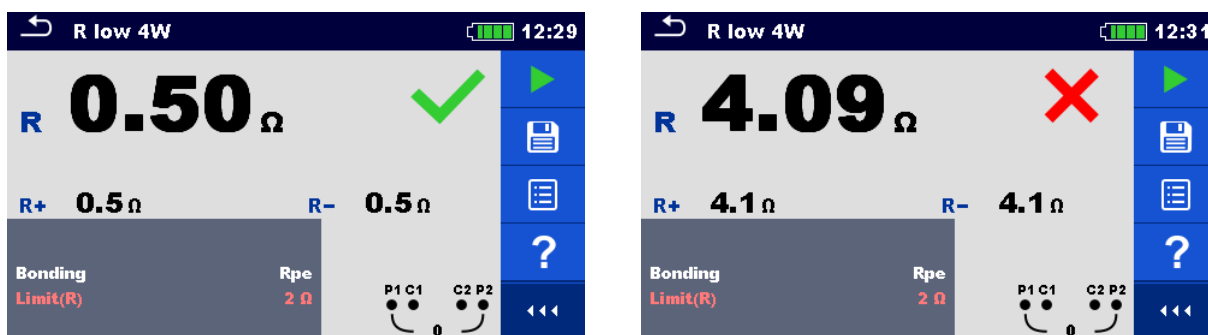 R low 4W 12:29
R 0.50 Ω
R+ 0.5 Ω R– 0.5 Ω
Bonding Rpe
Limit(R) 2 Ω
P1 C1 C2 P2
0
?
R low 4W 12:31
R 4.09 Ω
R+ 4.1 Ω R– 4.1 Ω
Bonding Rpe
Limit(R) 2 Ω
P1 C1 C2 P2
0
?